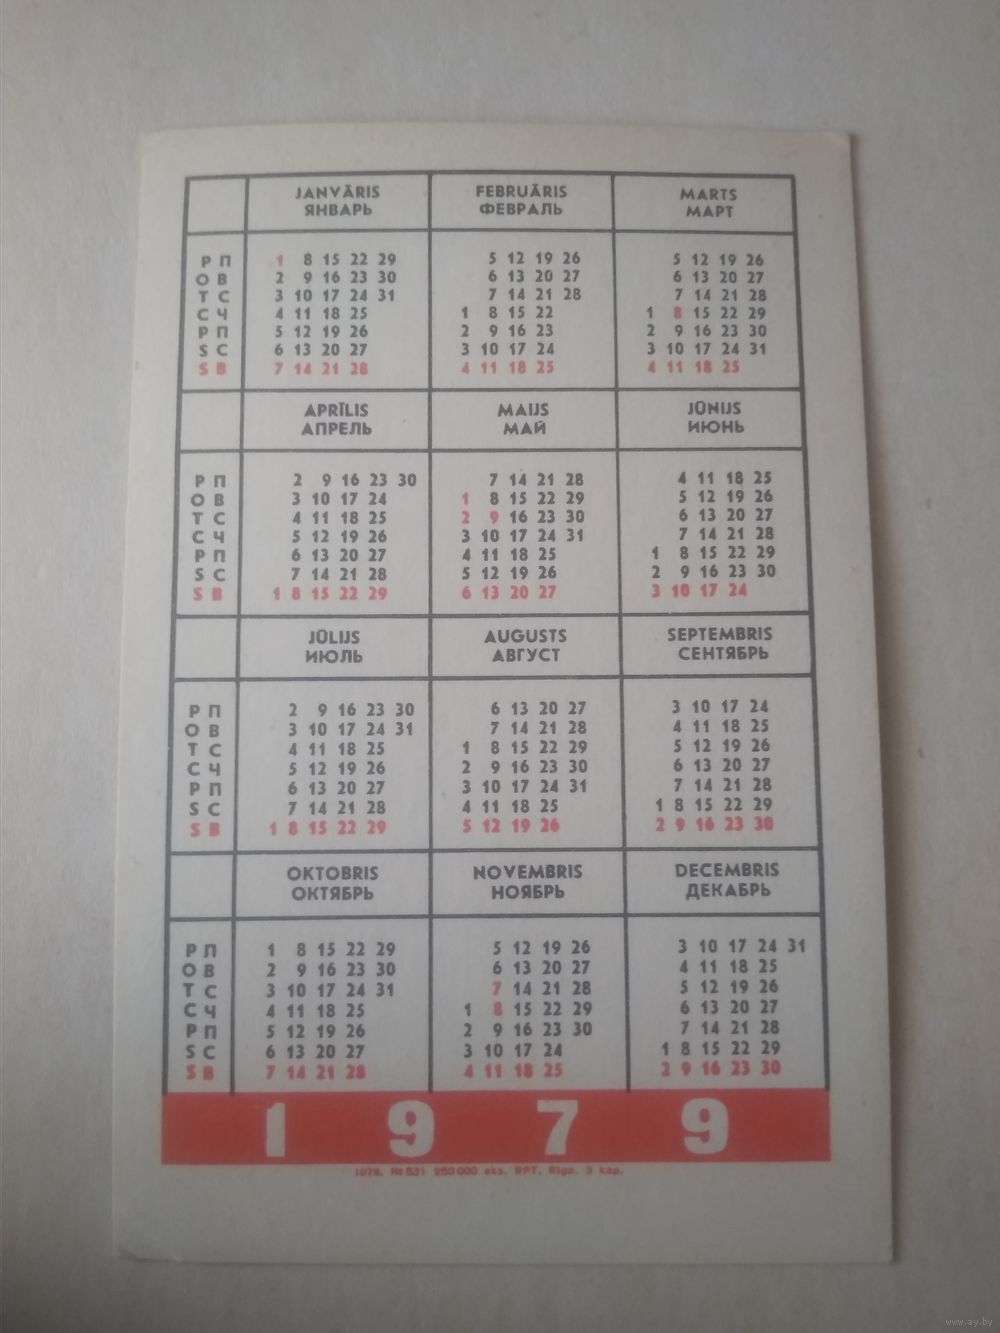 JANVĀRIS FEBRUĀRIS MARTS
ЯНВАРЬ ФЕВРАЛЬ МАРТ
P П 1 8 15 22 29 5 12 19 26 5 12 19 26
O В 2 9 16 23 30 6 13 20 27 6 13 20 27
T С 3 10 17 24 31 7 14 21 28 7 14 21 28
C Ч 4 11 18 25 1 8 15 22 1 8 15 22 29
P П 5 12 19 26 2 9 16 23 2 9 16 23 30
S С 6 13 20 27 3 10 17 24 3 10 17 24 31
S В 7 14 21 28 4 11 18 25 4 11 18 25
APRĪLIS MAIJS JŪNIJS
АПРЕЛЬ МАЙ ИЮНЬ
P П 2 9 16 23 30 7 14 21 28 4 11 18 25
O В 3 10 17 24 1 8 15 22 29 5 12 19 26
T С 4 11 18 25 2 9 16 23 30 6 13 20 27
C Ч 5 12 19 26 3 10 17 24 31 7 14 21 28
P П 6 13 20 27 4 11 18 25 1 8 15 22 29
S С 7 14 21 28 5 12 19 26 2 9 16 23 30
S В 1 8 15 22 29 6 13 20 27 3 10 17 24
JŪLIJS AUGUSTS SEPTEMBRIS
ИЮЛЬ АВГУСТ СЕНТЯБРЬ
P П 2 9 16 23 30 6 13 20 27 3 10 17 24
O В 3 10 17 24 31 7 14 21 28 4 11 18 25
T С 4 11 18 25 1 8 15 22 29 5 12 19 26
C Ч 5 12 19 26 2 9 16 23 30 6 13 20 27
P П 6 13 20 27 3 10 17 24 31 7 14 21 28
S С 7 14 21 28 4 11 18 25 1 8 15 22 29
S В 1 8 15 22 29 5 12 19 26 2 9 16 23 30
OKTOBRIS NOVEMBRIS DECEMBRIS
ОКТЯБРЬ НОЯБРЬ ДЕКАБРЬ
P П 1 8 15 22 29 5 12 19 26 3 10 17 24 31
O В 2 9 16 23 30 6 13 20 27 4 11 18 25
T С 3 10 17 24 31 7 14 21 28 5 12 19 26
C Ч 4 11 18 25 1 8 15 22 29 6 13 20 27
P П 5 12 19 26 2 9 16 23 30 7 14 21 28
S С 6 13 20 27 3 10 17 24 1 8 15 22 29
S В 7 14 21 28 4 11 18 25 2 9 16 23 30
1 9 7 9
1978. № 531 250 000 eks. RPT. Rīga. 3 kap.
www.ay.by